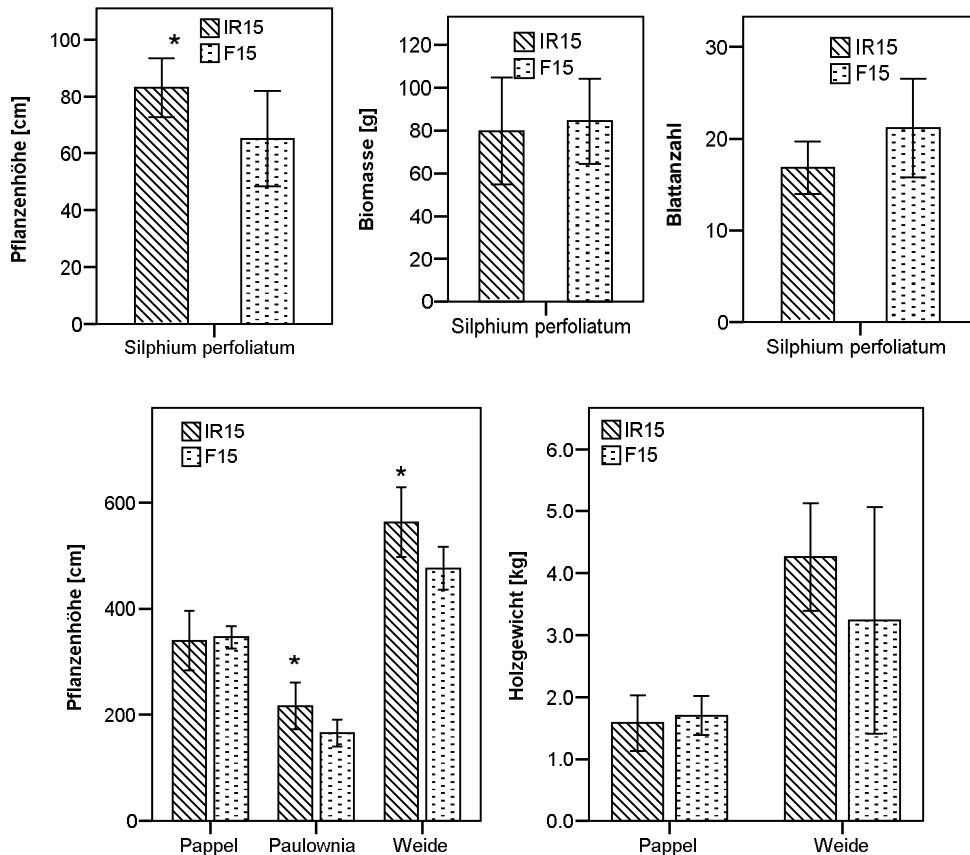 Pflanzenhöhe [cm]
100
80
60
40
20
0
*
IR15
F15
Silphium perfoliatum
Biomasse [g]
120
100
80
60
40
20
0
IR15
F15
Silphium perfoliatum
Blattanzahl
30
20
10
0
IR15
F15
Silphium perfoliatum
Pflanzenhöhe [cm]
600
400
200
0
IR15
F15
*
*
Pappel Paulownia Weide
Holzgewicht [kg]
6.0
5.0
4.0
3.0
2.0
1.0
0.0
IR15
F15
Pappel Weide